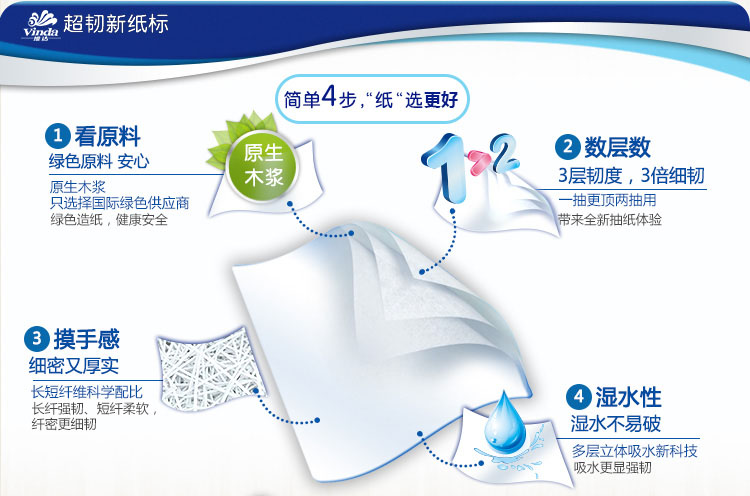 Vinda
维达
超韧新纸标
简单4步,“纸“选更好
1 看原料
绿色原料 安心
原生木浆
只选择国际绿色供应商
绿色造纸，健康安全
原生
木浆
1>2
2 数层数
3层韧度，3倍细韧
一抽更顶两抽用
带来全新抽纸体验
3 摸手感
细密又厚实
长短纤维科学配比
长纤强韧、短纤柔软，
纤密更细韧
4 湿水性
湿水不易破
多层立体吸水新科技
吸水更显强韧